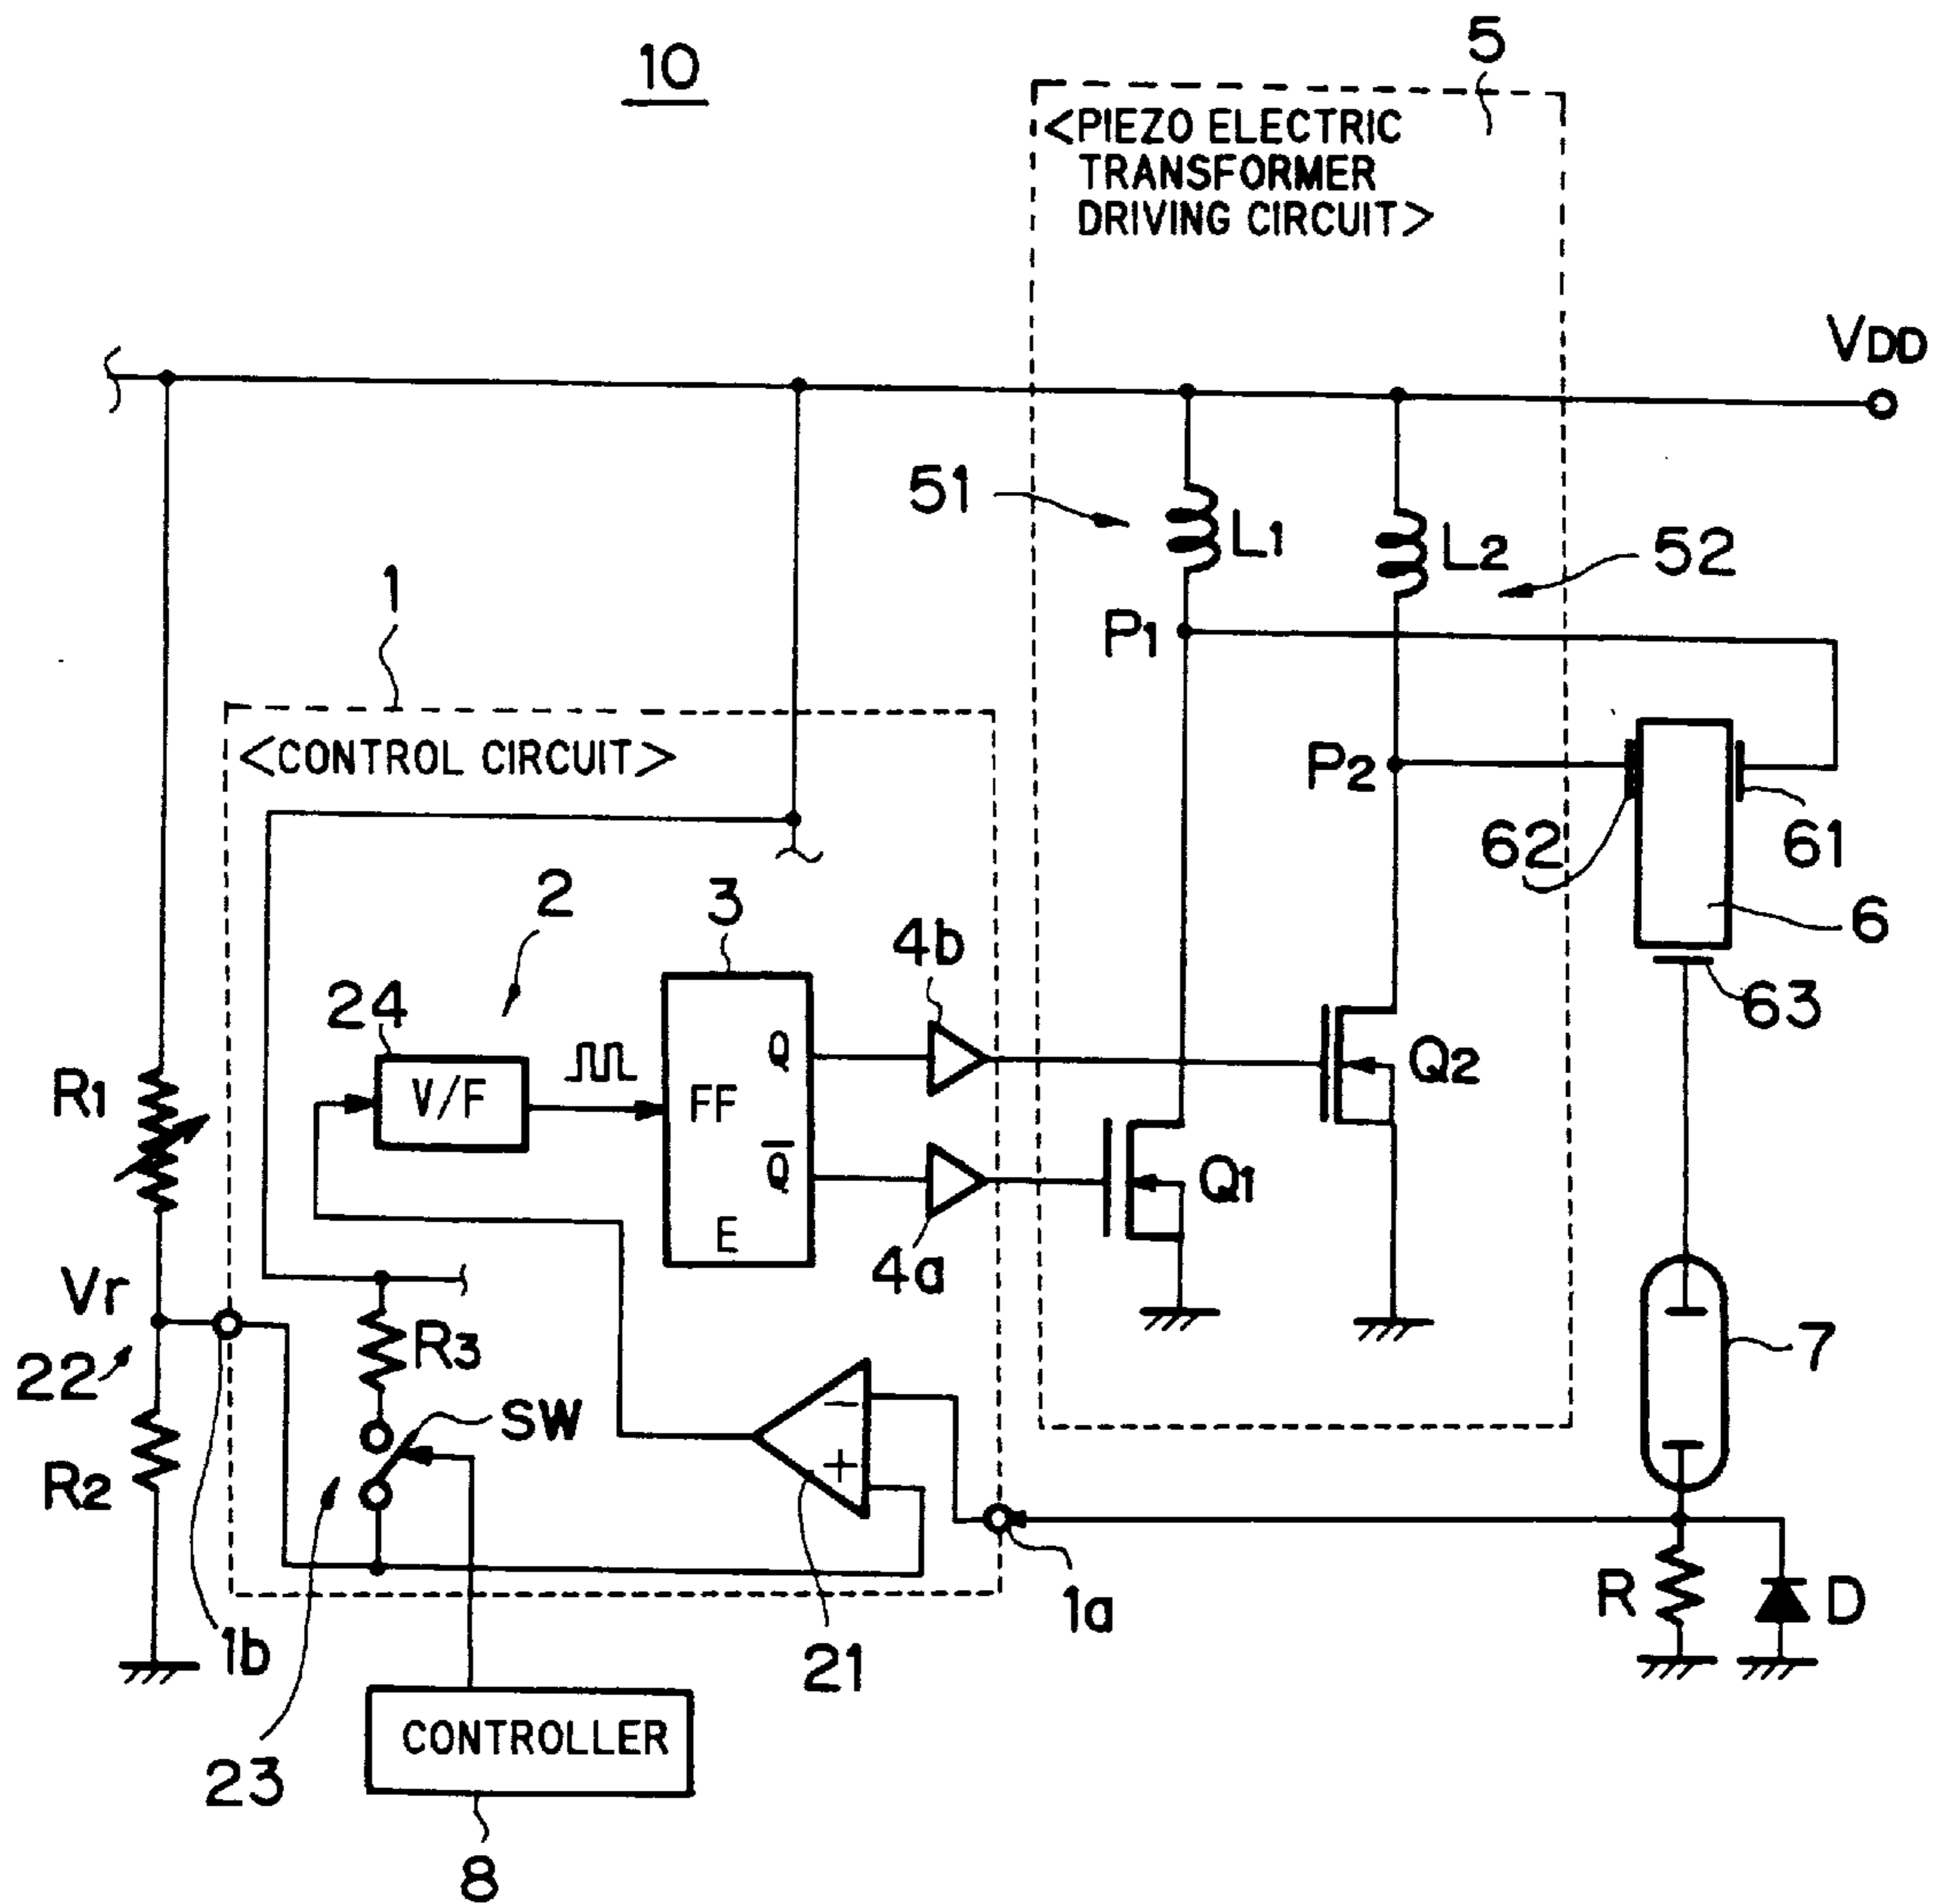 10
5
<PIEZO ELECTRIC
TRANSFORMER
DRIVING CIRCUIT>
VDD
51
L1
L2
52
1
P1
<CONTROL CIRCUIT>
P2
62
61
2
3
4b
6
24
63
Q
R1
V/F
FF
Q2
Q̅
Q1
E
4a
Vr
R3
7
22
SW
−
+
R2
1b
1a
R
D
21
23
CONTROLLER
8